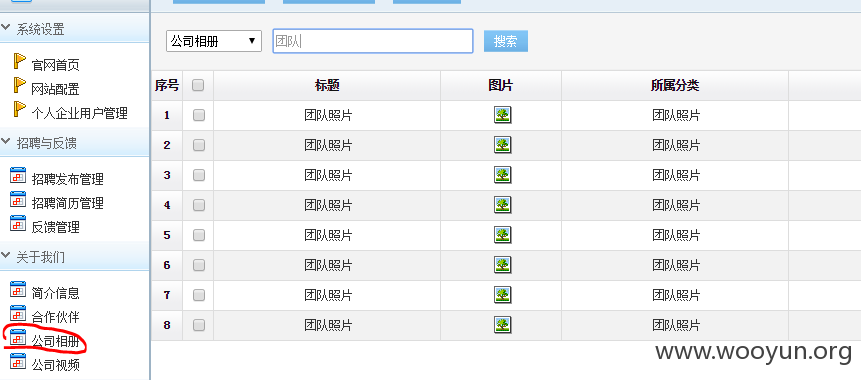 系统设置
官网首页
网站配置
个人企业用户管理
招聘与反馈
招聘发布管理
招聘简历管理
反馈管理
关于我们
简介信息
合作伙伴
公司相册
公司视频
公司相册 团队 搜索
序号 标题 图片 所属分类
1 团队照片 团队照片
2 团队照片 团队照片
3 团队照片 团队照片
4 团队照片 团队照片
5 团队照片 团队照片
6 团队照片 团队照片
7 团队照片 团队照片
8 团队照片 团队照片
www.wooyun.org